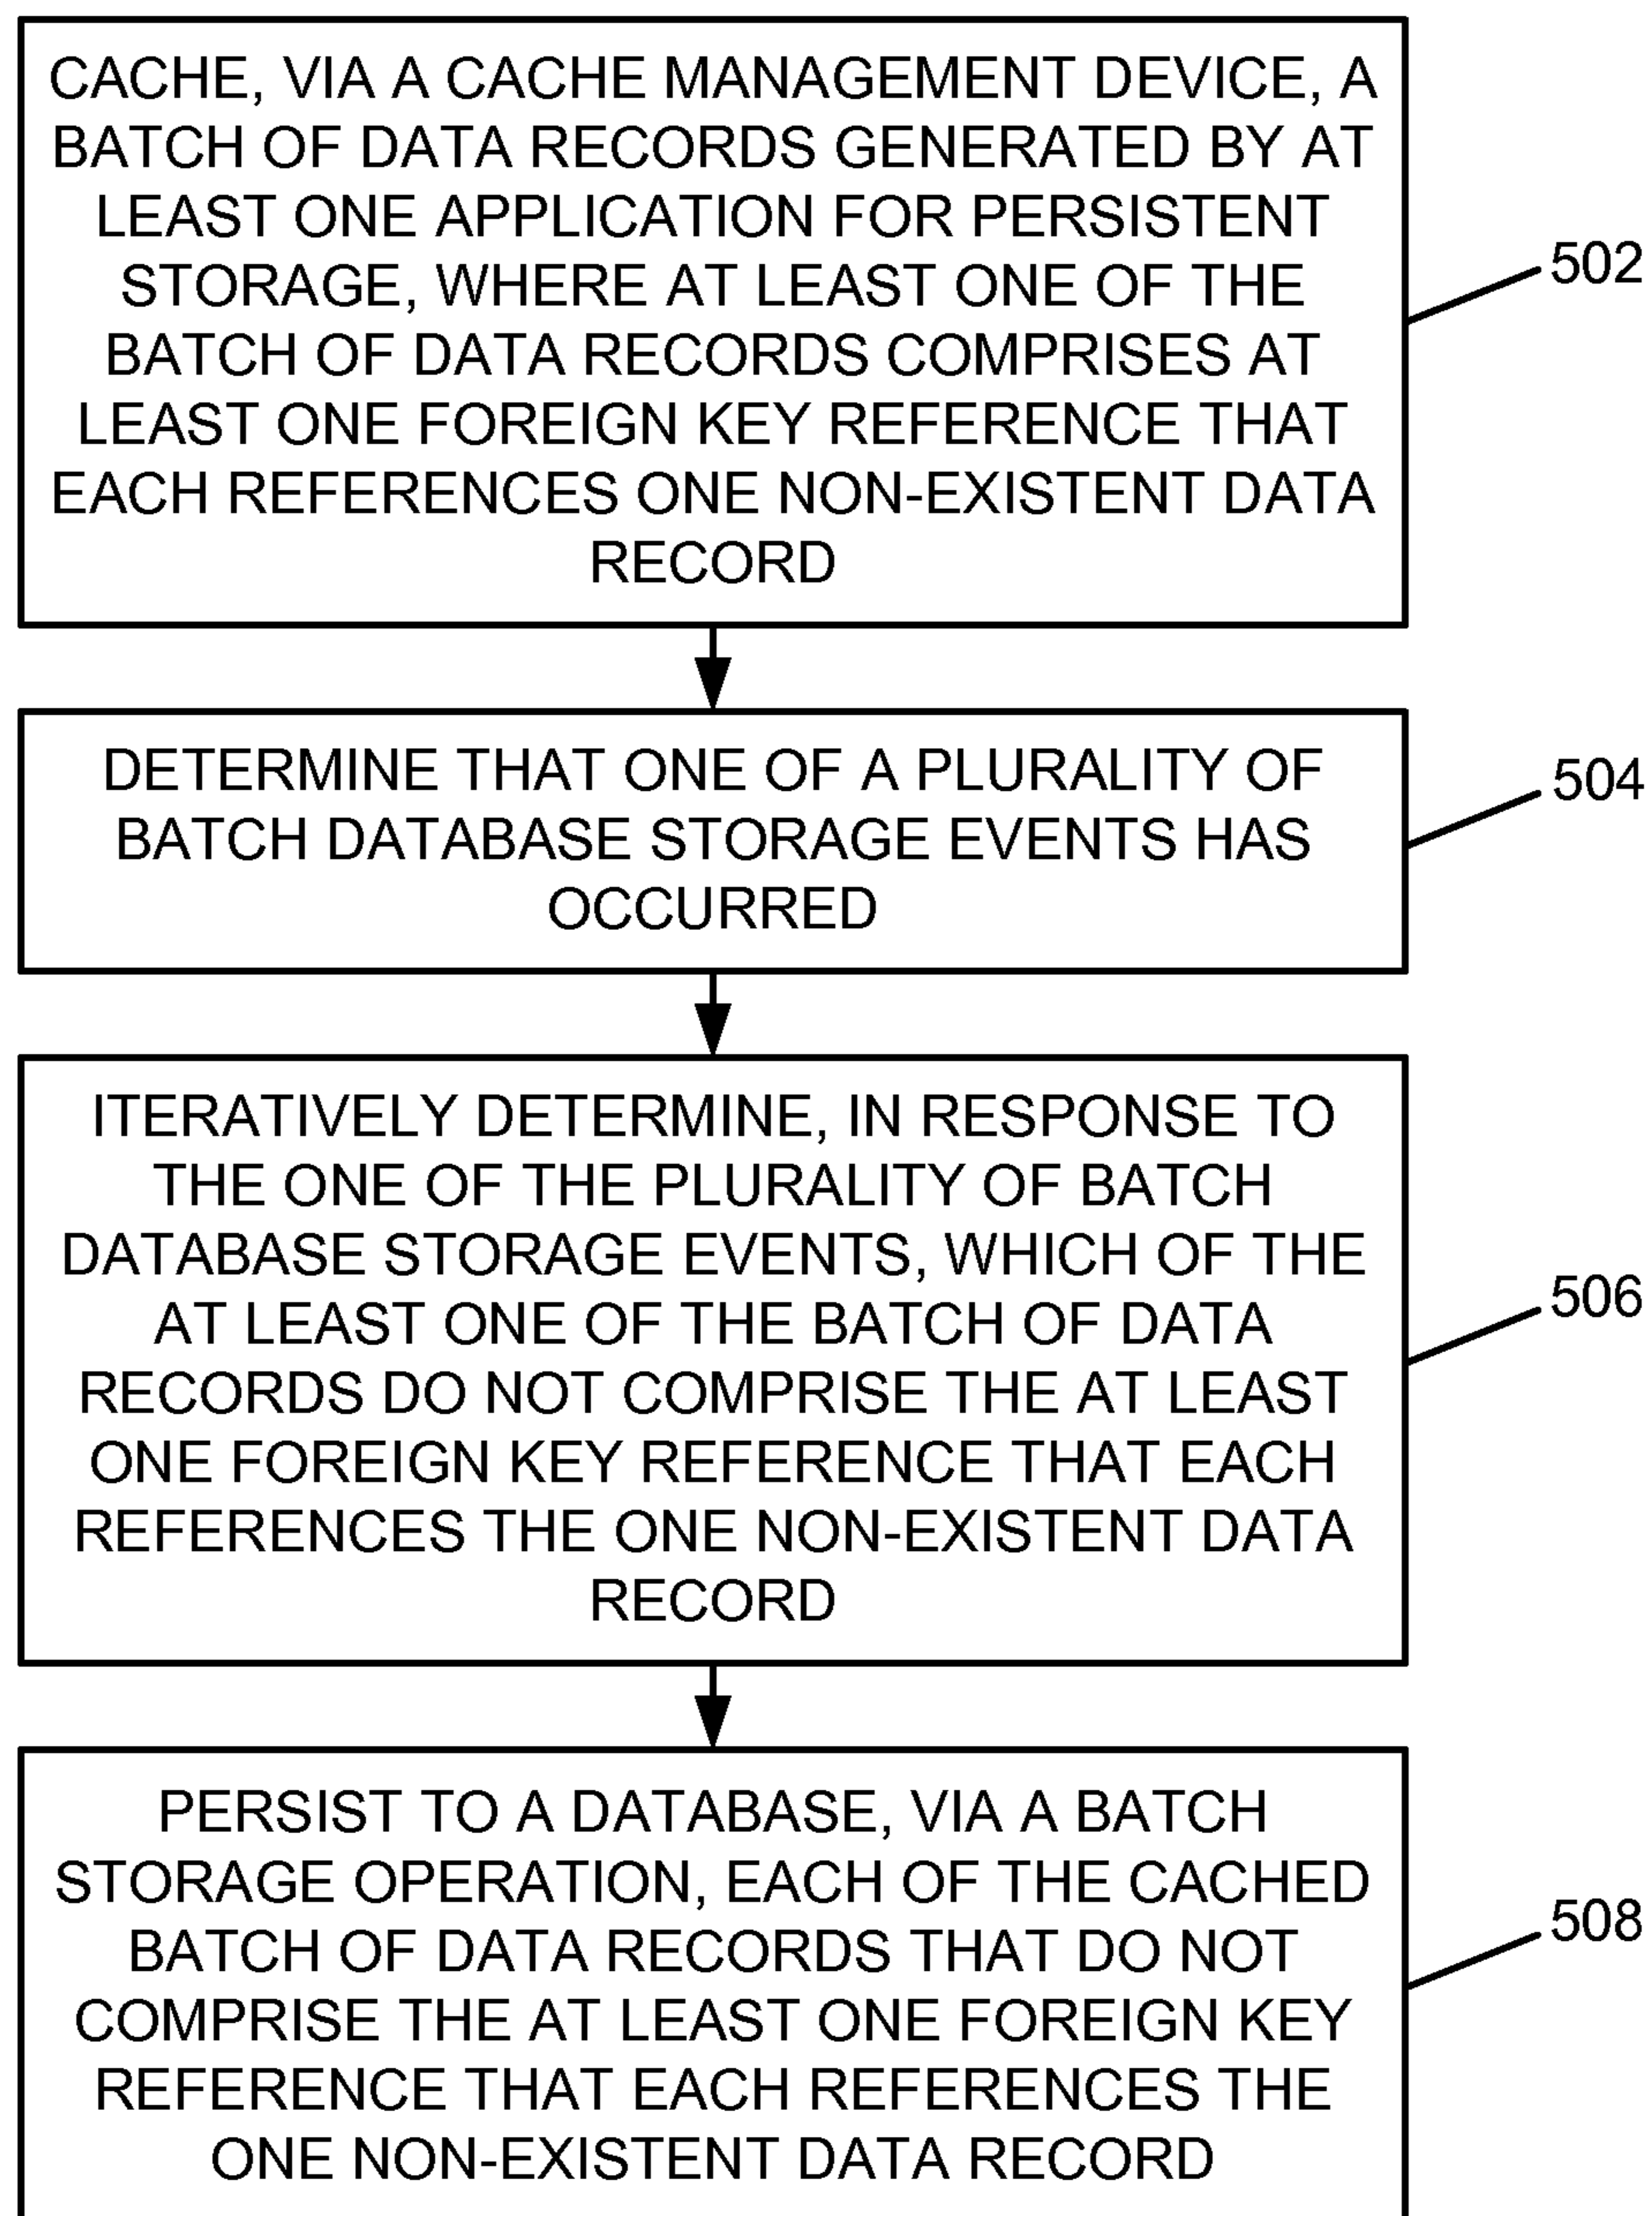 CACHE, VIA A CACHE MANAGEMENT DEVICE, A
BATCH OF DATA RECORDS GENERATED BY AT
LEAST ONE APPLICATION FOR PERSISTENT
STORAGE, WHERE AT LEAST ONE OF THE
BATCH OF DATA RECORDS COMPRISES AT
LEAST ONE FOREIGN KEY REFERENCE THAT
EACH REFERENCES ONE NON-EXISTENT DATA
RECORD
502
DETERMINE THAT ONE OF A PLURALITY OF
BATCH DATABASE STORAGE EVENTS HAS
OCCURRED
504
ITERATIVELY DETERMINE, IN RESPONSE TO
THE ONE OF THE PLURALITY OF BATCH
DATABASE STORAGE EVENTS, WHICH OF THE
AT LEAST ONE OF THE BATCH OF DATA
RECORDS DO NOT COMPRISE THE AT LEAST
ONE FOREIGN KEY REFERENCE THAT EACH
REFERENCES THE ONE NON-EXISTENT DATA
RECORD
506
PERSIST TO A DATABASE, VIA A BATCH
STORAGE OPERATION, EACH OF THE CACHED
BATCH OF DATA RECORDS THAT DO NOT
COMPRISE THE AT LEAST ONE FOREIGN KEY
REFERENCE THAT EACH REFERENCES THE
ONE NON-EXISTENT DATA RECORD
508